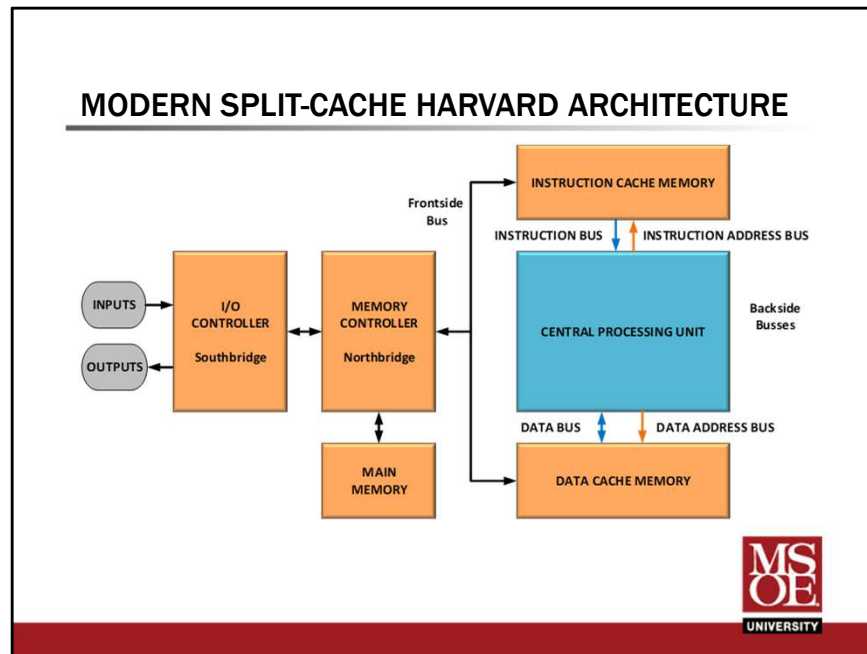 MODERN SPLIT-CACHE HARVARD ARCHITECTURE
INSTRUCTION CACHE MEMORY
Frontside
Bus
INSTRUCTION BUS
INSTRUCTION ADDRESS BUS
INPUTS
OUTPUTS
I/O
CONTROLLER
Southbridge
MEMORY
CONTROLLER
Northbridge
CENTRAL PROCESSING UNIT
Backside
Busses
DATA BUS
DATA ADDRESS BUS
MAIN
MEMORY
DATA CACHE MEMORY
MS
OE
UNIVERSITY